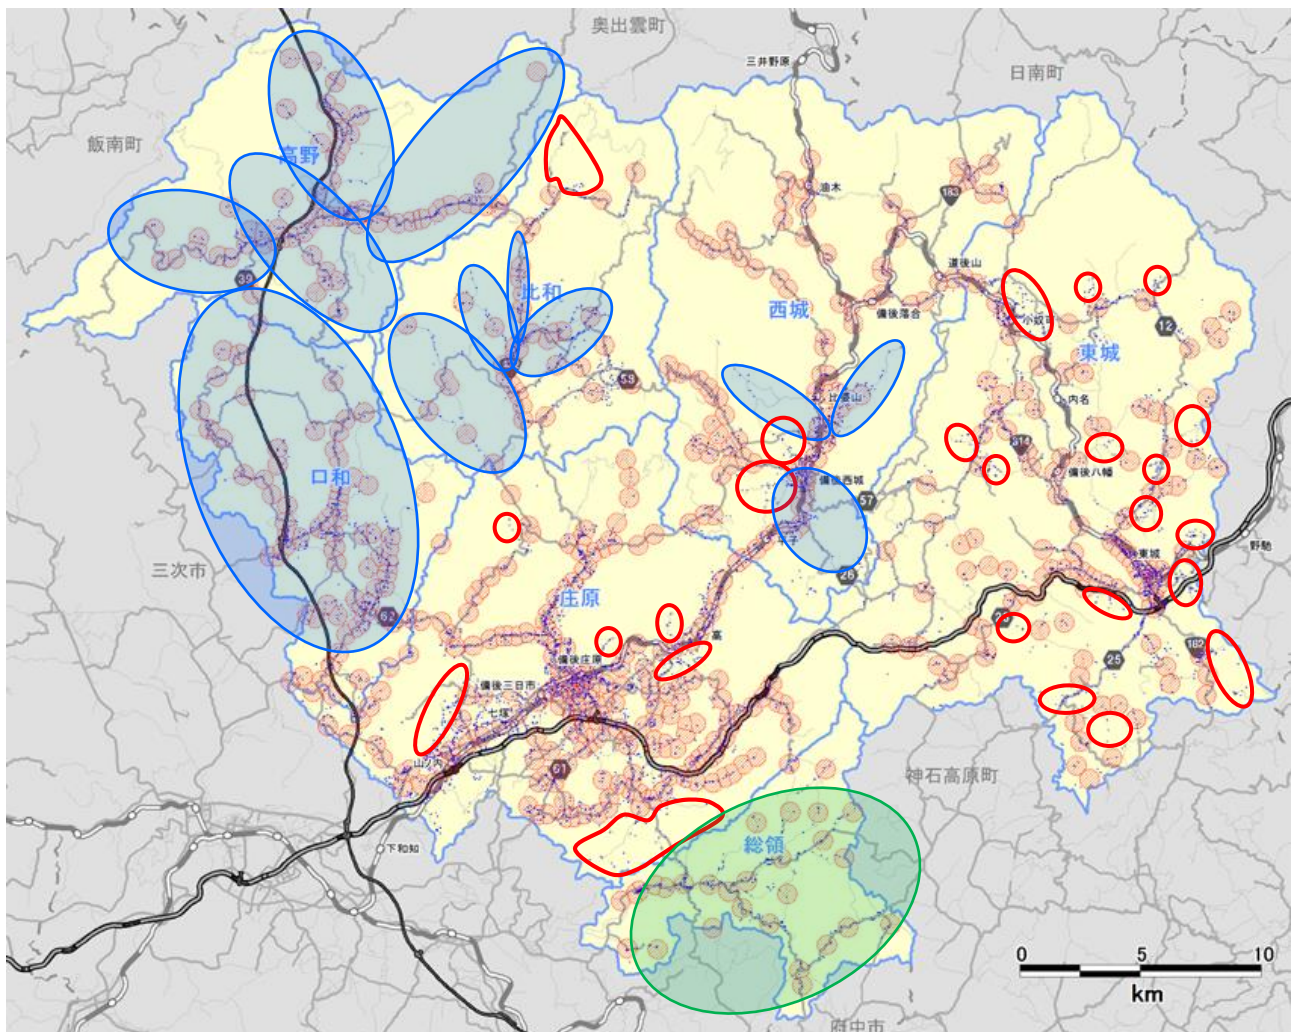 奥出雲町
三井野原
日南町
飯南町
高野
油木
183
道後山
39
比和
西城
備後落合
小奴可
12
東城
53
比婆山
内名
314
備後八幡
口和
備後西城
57
平子
東城
野馳
三次市
26
62
庄原
高
備後庄原
25
182
備後三日市
七塚
山ノ内
61
神石高原町
総領
下和知
0 5 10
km
府中市